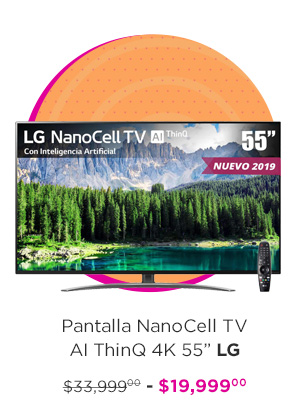 LG NanoCell TV AI ThinQ
Con Inteligencia Artificial
55”
NUEVO 2019
Pantalla NanoCell TV
AI ThinQ 4K 55” LG
$33,999⁰⁰ - $19,999⁰⁰